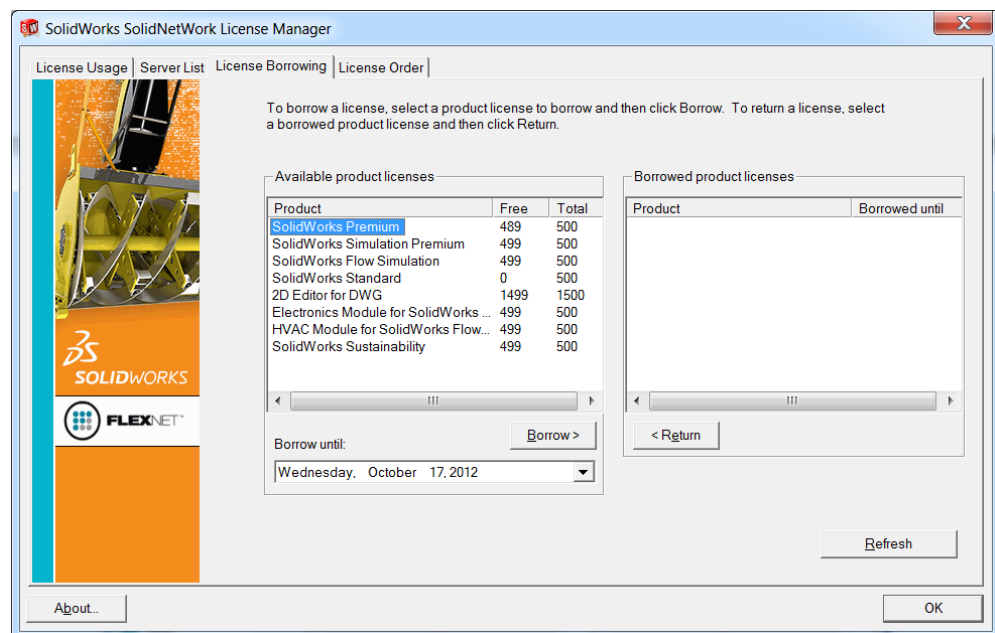 SolidWorks SolidNetWork License Manager
License Usage Server List License Borrowing License Order
To borrow a license, select a product license to borrow and then click Borrow. To return a license, select
a borrowed product license and then click Return.
Available product licenses
Product Free Total
SolidWorks Premium 489 500
SolidWorks Simulation Premium 499 500
SolidWorks Flow Simulation 499 500
SolidWorks Standard 0 500
2D Editor for DWG 1499 1500
Electronics Module for SolidWorks ... 499 500
HVAC Module for SolidWorks Flow... 499 500
SolidWorks Sustainability 499 500
Borrow until:
Borrow >
Wednesday, October 17, 2012
Borrowed product licenses
Product Borrowed until
< Return
SOLIDWORKS
FLEXNET
Refresh
About...
OK